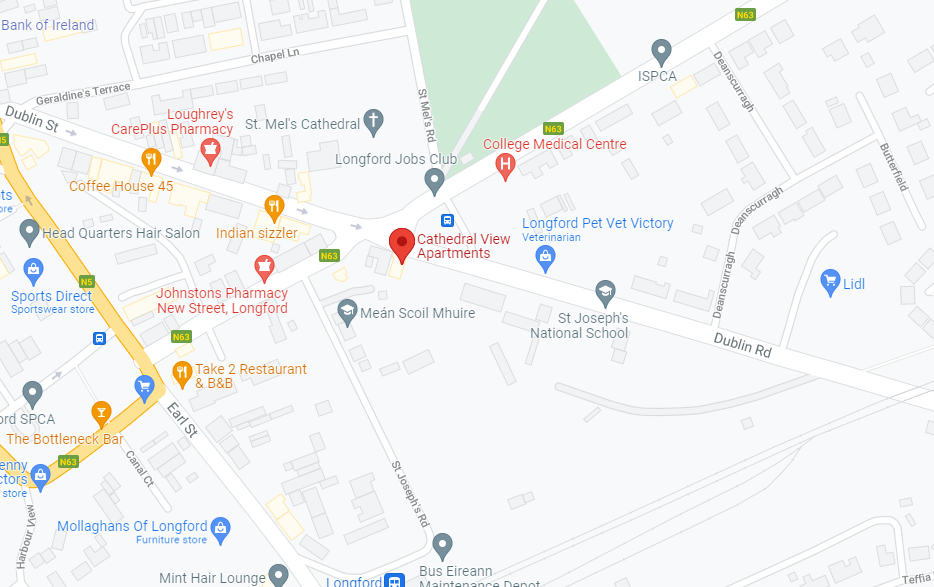 Bank of Ireland
N63
ISPCA
Chapel Ln
Geraldine's Terrace
Deanscurragh
Dublin St
Loughrey's
CarePlus Pharmacy
St. Mel's Cathedral
St Mel's Rd
N63
College Medical Centre
Longford Jobs Club
Butterfield
Coffee House 45
Deanscurragh
Head Quarters Hair Salon
Indian sizzler
Cathedral View
Apartments
Longford Pet Vet Victory
Veterinarian
N63
N5
Sports Direct
Sportswear store
Johnstons Pharmacy
New Street, Longford
Meán Scoil Mhuire
St Joseph's
National School
Deanscurragh
Lidl
N63
Dublin Rd
Take 2 Restaurant
& B&B
ord SPCA
Earl St
The Bottleneck Bar
N63
enny
ctors
store
Canal Ct
St Joseph's Rd
Harbour View
Mollaghans Of Longford
Furniture store
Mint Hair Lounge
Longford
Bus Eireann
Maintenance Depot
Teffia